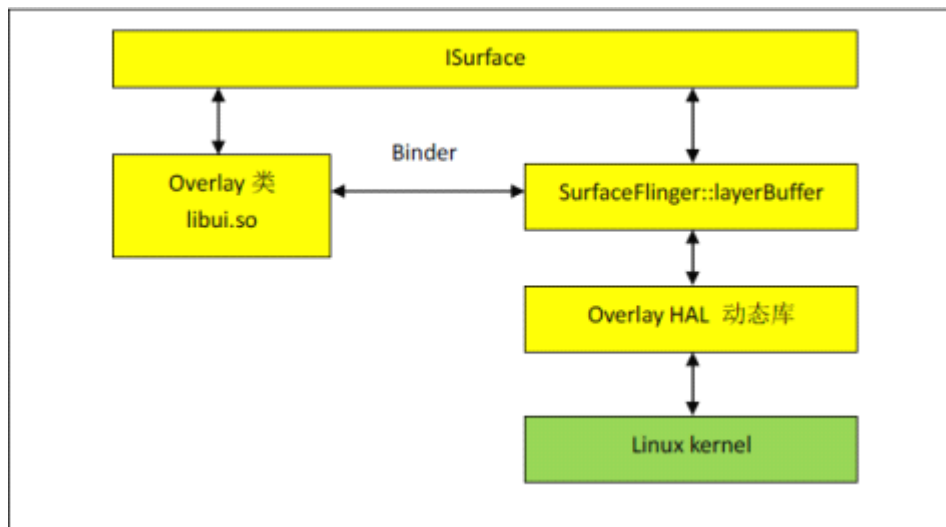 ISurface
Binder
Overlay 类
libui.so
SurfaceFlinger::layerBuffer
Overlay HAL 动态库
Linux kernel